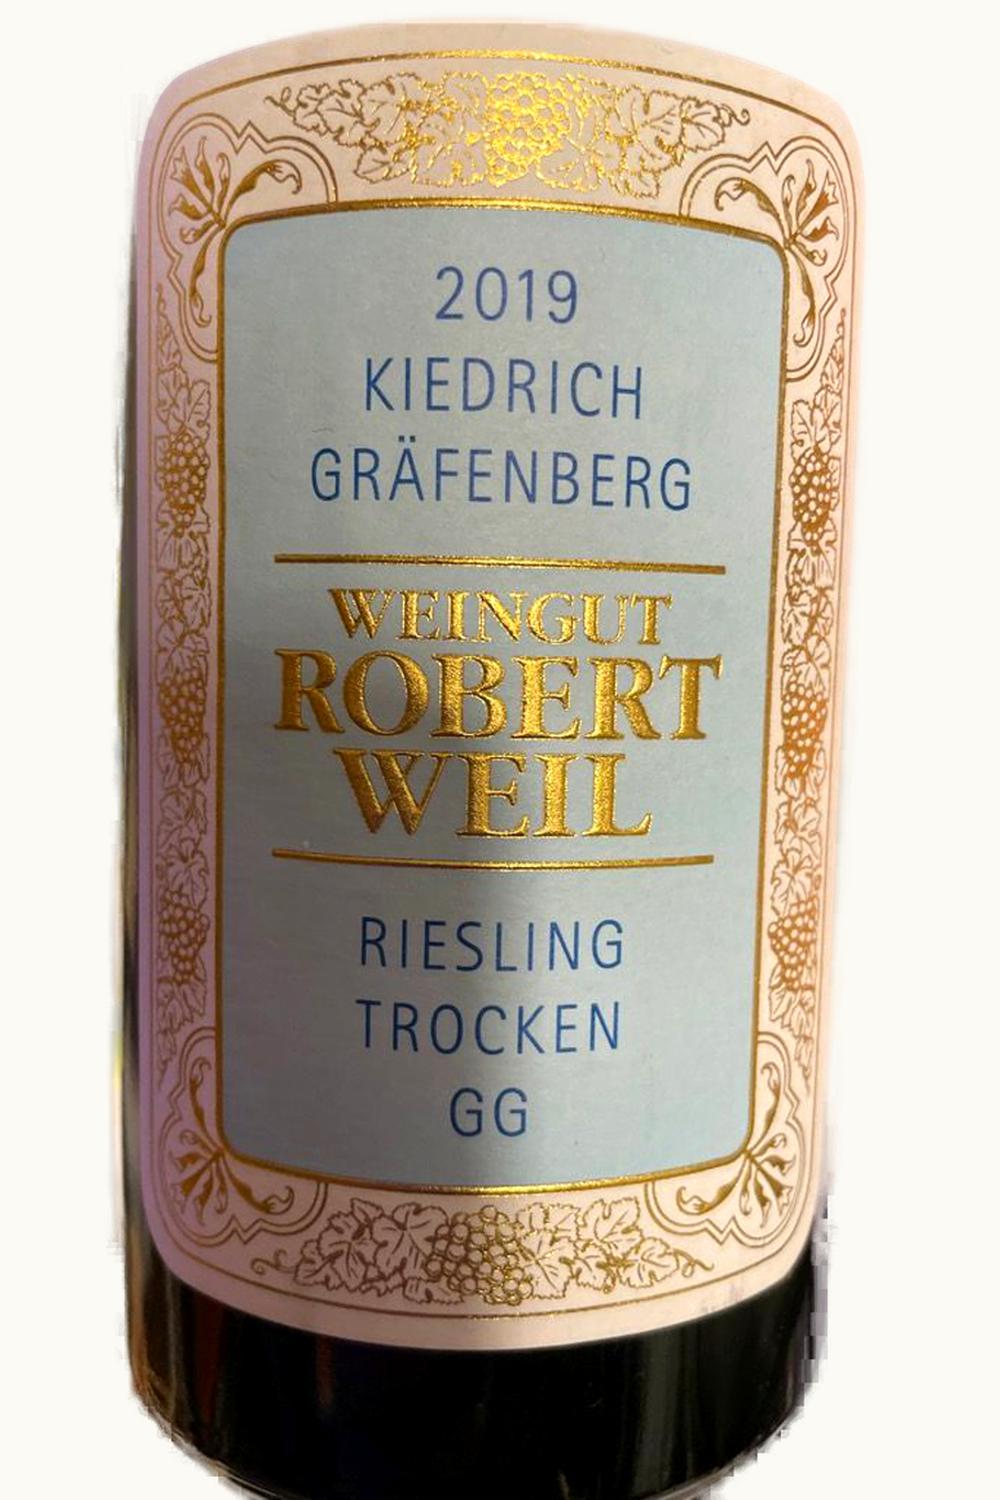 2019
KIEDRICH
GRÄFENBERG
WEINGUT
ROBERT
WEIL
RIESLING
TROCKEN
GG